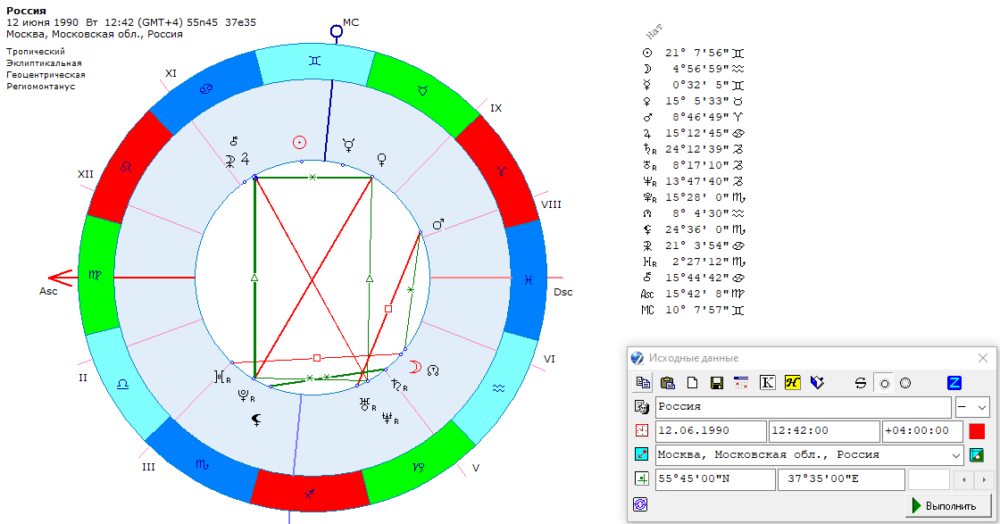 Россия
12 июня 1990  Вт  12:42 (GMT+4) 55n45  37e35
Москва, Московская обл., Россия
Тропический
Эклиптикальная
Геоцентрическая
Региомонтанус
MC
XI
IX
XII
VIII
Asc
Dsc
II
VI
III
V
R
R
R
R
R
Нат
☉ 21° 7'56" ♊
☽ 4°56'59" ♒
☿ 0°32' 5" ♊
♀ 15° 5'33" ♉
♂ 8°46'49" ♈
♃ 15°12'45" ♋
♄R 24°12'39" ♑
♅R 8°17'10" ♑
♆R 13°47'40" ♑
♇R 15°28' 0" ♏
☊ 8° 4'30" ♒
⚸ 24°36' 0" ♏
21° 3'54" ♋
R 2°27'12" ♏
⚷ 15°44'42" ♋
Asc 15°42' 8" ♍
MC 10° 7'57" ♊
Исходные данные
K H S Z
Россия
—
12.06.1990 12:42:00 +04:00:00
Москва, Московская обл., Россия
55°45'00"N 37°35'00"E
Выполнить